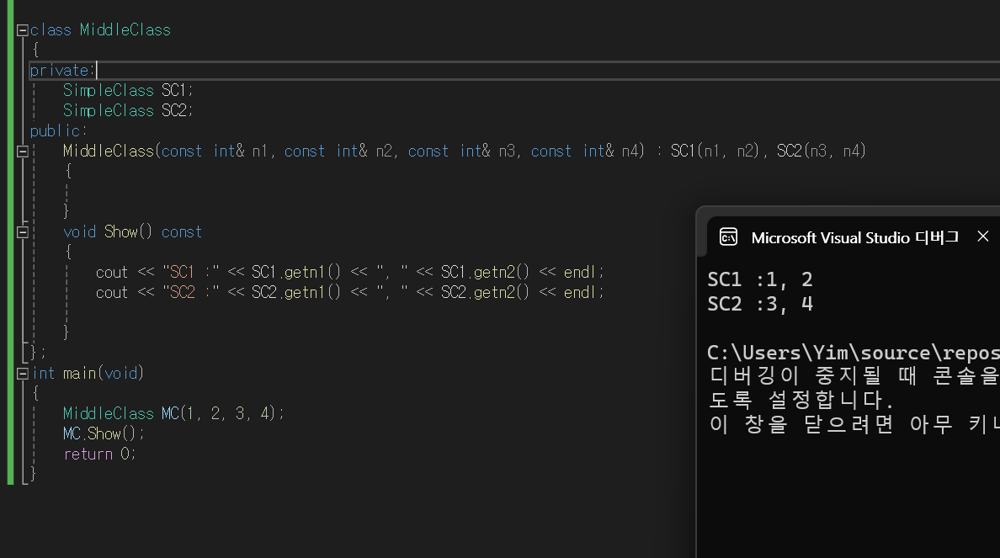 class MiddleClass
{
private:
SimpleClass SC1;
SimpleClass SC2;
public:
MiddleClass(const int& n1, const int& n2, const int& n3, const int& n4) : SC1(n1, n2), SC2(n3, n4)
{
}
void Show() const
{
cout << "SC1 :" << SC1.getn1() << ", " << SC1.getn2() << endl;
cout << "SC2 :" << SC2.getn1() << ", " << SC2.getn2() << endl;
}
};
int main(void)
{
MiddleClass MC(1, 2, 3, 4);
MC.Show();
return 0;
}
Microsoft Visual Studio 디버그
SC1 :1, 2
SC2 :3, 4
C:\Users\Yim\source\repos
디버깅이 중지될 때 콘솔을
도록 설정합니다.
이 창을 닫으려면 아무 키나